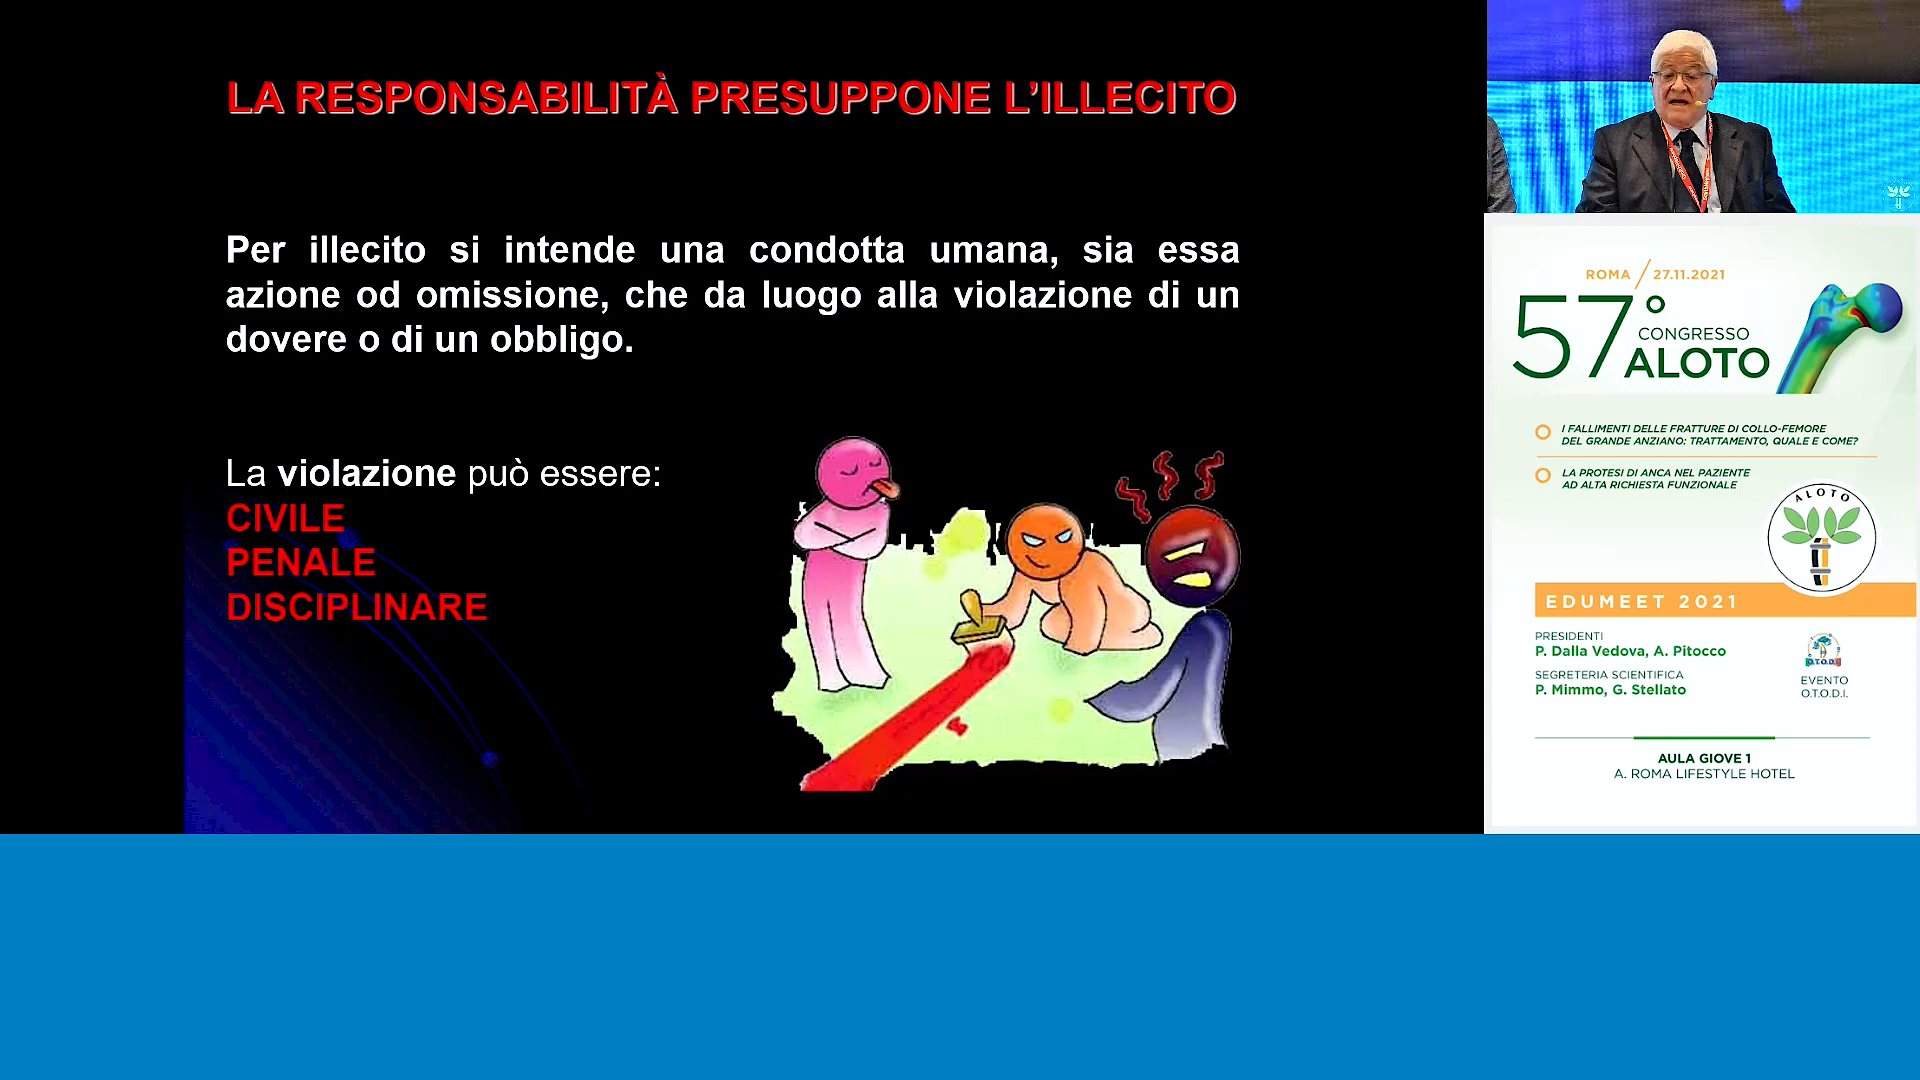 LA RESPONSABILITÀ PRESUPPONE L’ILLECITO
Per illecito si intende una condotta umana, sia essa
azione od omissione, che da luogo alla violazione di un
dovere o di un obbligo.
La violazione può essere:
CIVILE
PENALE
DISCIPLINARE
ROMA / 27.11.2021
57°
CONGRESSO
ALOTO
I FALLIMENTI DELLE FRATTURE DI COLLO-FEMORE
DEL GRANDE ANZIANO: TRATTAMENTO, QUALE E COME?
LA PROTESI DI ANCA NEL PAZIENTE
AD ALTA RICHIESTA FUNZIONALE
ALOTO
EDUMEET 2021
PRESIDENTI
P. Dalla Vedova, A. Pitocco
SEGRETERIA SCIENTIFICA
P. Mimmo, G. Stellato
O.T.O.D.I.
EVENTO
O.T.O.D.I.
AULA GIOVE 1
A. ROMA LIFESTYLE HOTEL